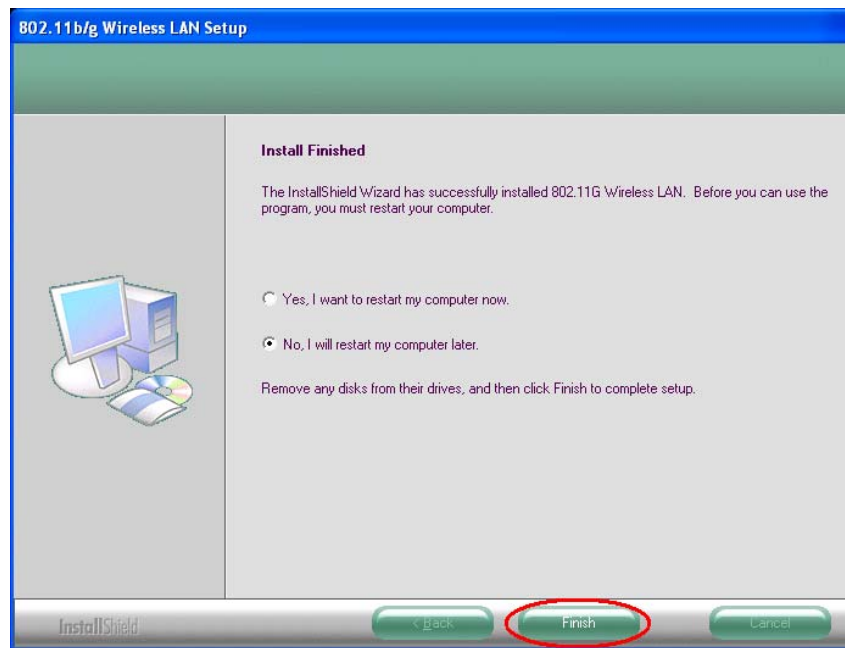 802.11b/g Wireless LAN Setup
Install Finished
The InstallShield Wizard has successfully installed 802.11G Wireless LAN. Before you can use the
program, you must restart your computer.
Yes, I want to restart my computer now.
No, I will restart my computer later.
Remove any disks from their drives, and then click Finish to complete setup.
InstallShield
< Back
Finish
Cancel